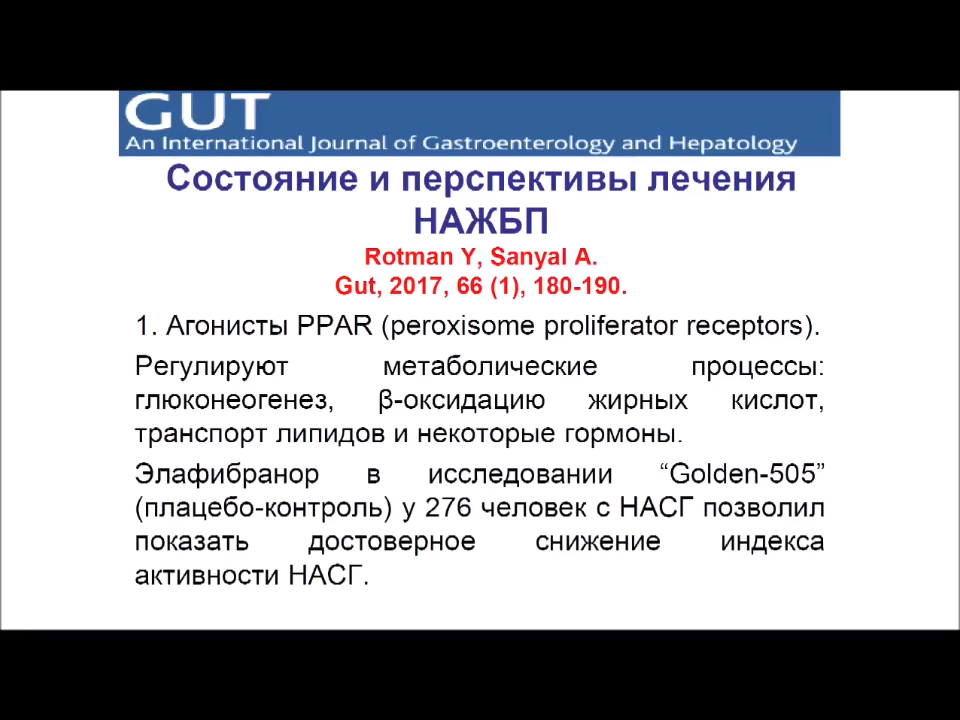 GUT
An International Journal of Gastroenterology and Hepatology
Состояние и перспективы лечения
НАЖБП
Rotman Y, Sanyal A.
Gut, 2017, 66 (1), 180-190.
1. Агонисты PPAR (peroxisome proliferator receptors).
Регулируют метаболические процессы:
глюконеогенез, β-оксидацию жирных кислот,
транспорт липидов и некоторые гормоны.
Элафибранор в исследовании “Golden-505”
(плацебо-контроль) у 276 человек с НАСГ позволил
показать достоверное снижение индекса
активности НАСГ.